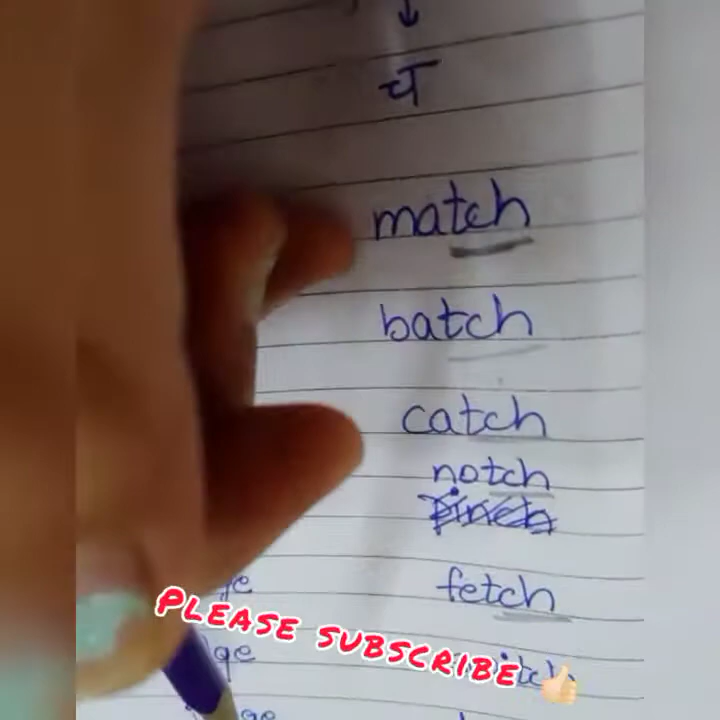 च
match
batch
catch
notch
fetch
PLEASE SUBSCRIBE 👍🏻